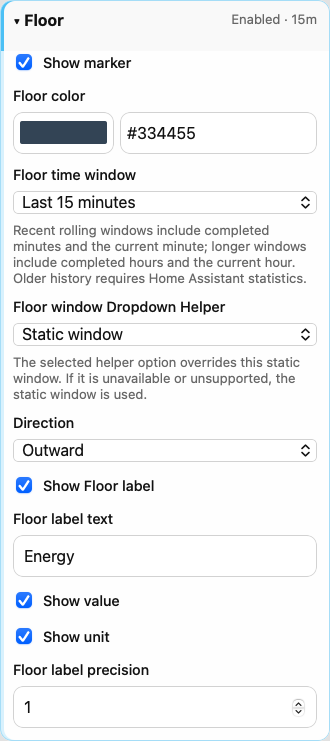 ▾ Floor
Enabled · 15m
Show marker
Floor color
#334455
Floor time window
Last 15 minutes
Recent rolling windows include completed
minutes and the current minute; longer windows
include completed hours and the current hour.
Older history requires Home Assistant statistics.
Floor window Dropdown Helper
Static window
The selected helper option overrides this static
window. If it is unavailable or unsupported, the
static window is used.
Direction
Outward
Show Floor label
Floor label text
Energy
Show value
Show unit
Floor label precision
1